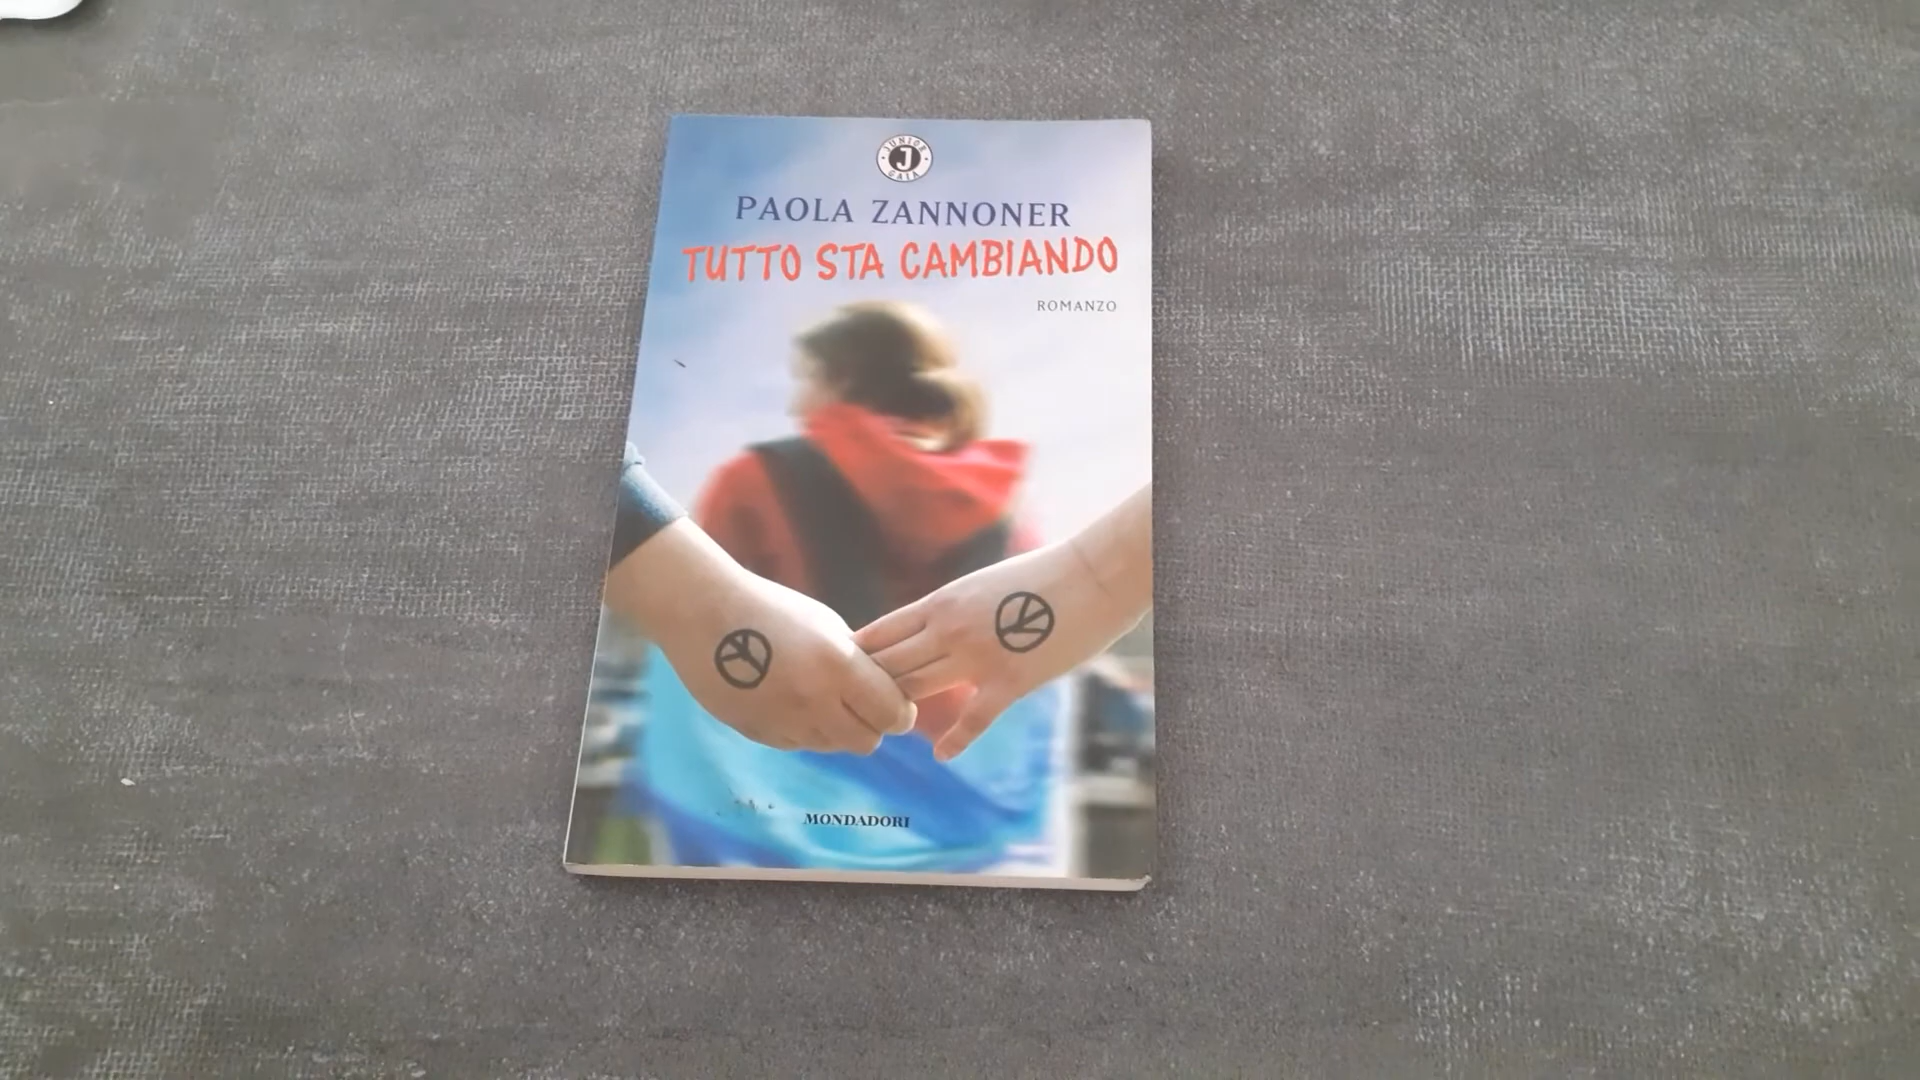 JUNIOR
J
GAIA
PAOLA ZANNONER
TUTTO STA CAMBIANDO
ROMANZO
MONDADORI